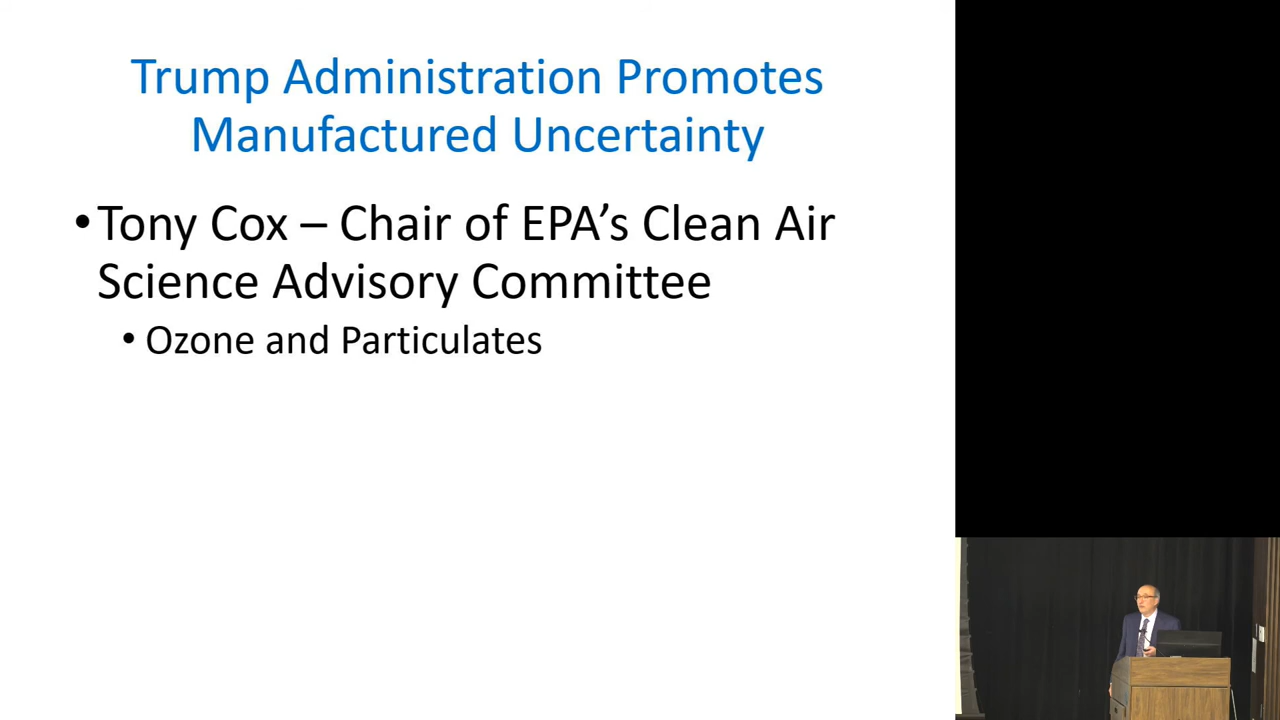 Trump Administration Promotes
Manufactured Uncertainty
•Tony Cox – Chair of EPA’s Clean Air
Science Advisory Committee
• Ozone and Particulates